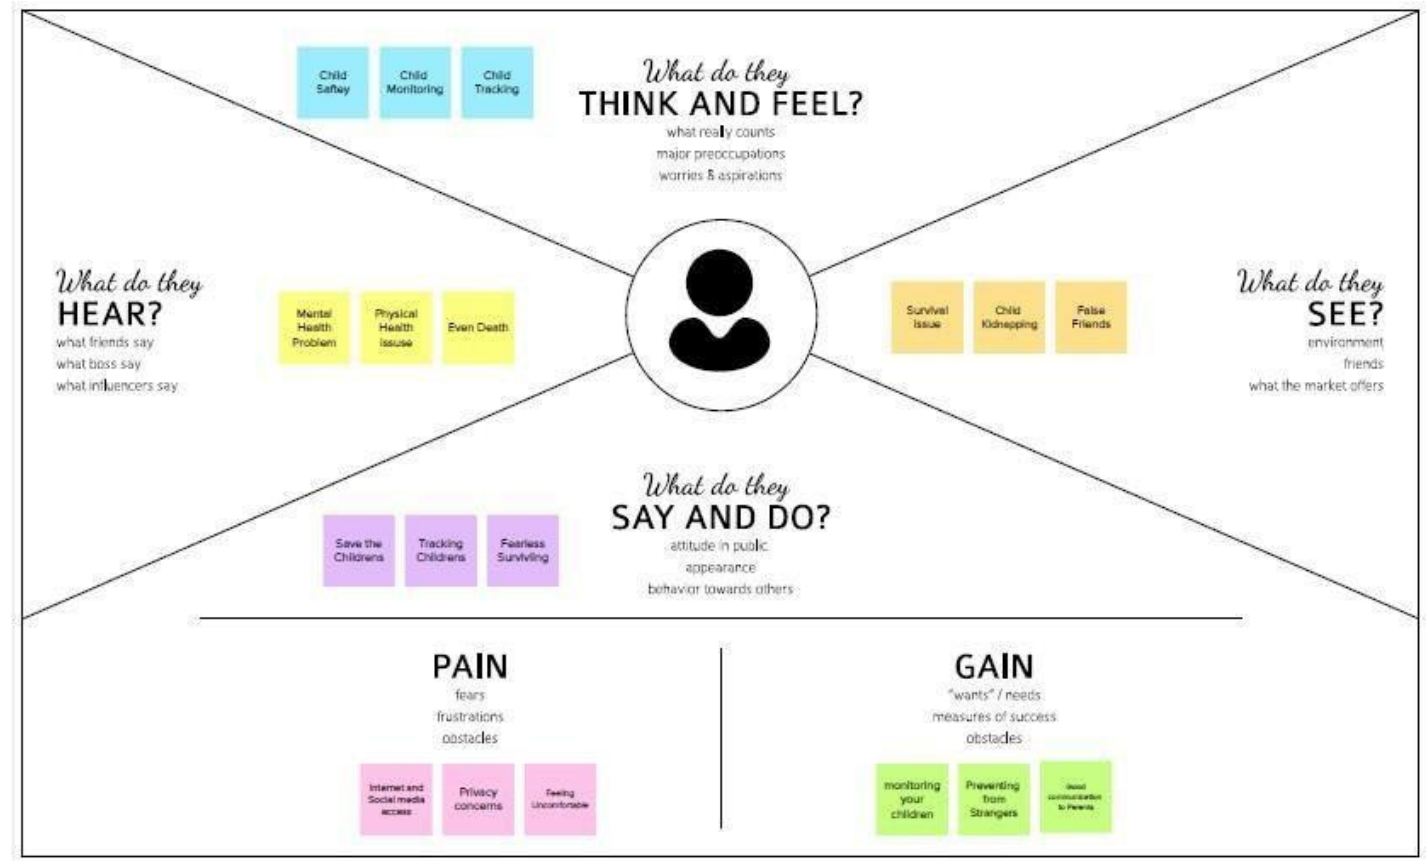 Child
Saftey
Child
Monitoring
Child
Tracking
What do they
THINK AND FEEL?
what really counts
major preoccupations
worries & aspirations
What do they
HEAR?
what friends say
what boss say
what influencers say
Mental
Health
Problem
Physical
Health
issuse
Even Death
Survival
Issue
Child
Kidnepping
False
Friends
What do they
SEE?
environment
friends
what the market offers
What do they
SAY AND DO?
attitude in public
appearance
behavior towards others
Save the
Childrens
Tracking
Childrens
Fearless
Surviving
PAIN
fears
frustrations
obstacles
Internet and
Social media
access
Privacy
concerns
Feeling
Uncomfortable
GAIN
"wants" / needs
measures of success
obstacles
monitoring
your
children
Preventing
from
Strangers
Good
communication
to Parents